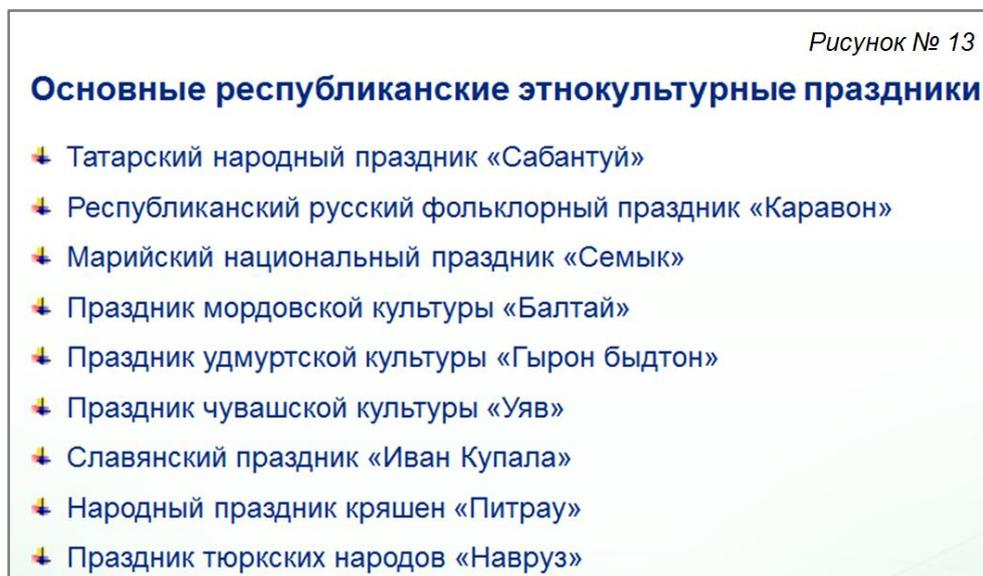 Рисунок № 13
Основные республиканские этнокультурные праздники
Татарский народный праздник «Сабантуй»
Республиканский русский фольклорный праздник «Каравон»
Марийский национальный праздник «Семык»
Праздник мордовской культуры «Балтай»
Праздник удмуртской культуры «Гырон быдтон»
Праздник чувашской культуры «Уяв»
Славянский праздник «Иван Купала»
Народный праздник кряшен «Питрау»
Праздник тюркских народов «Навруз»